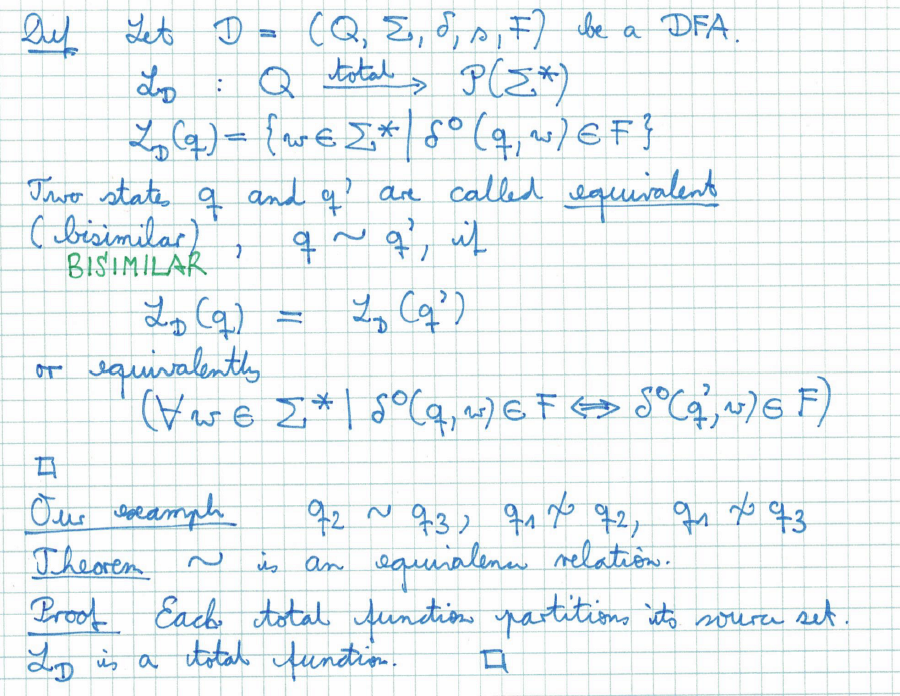 Def Let D = (Q, Σ, δ, s, F) be a DFA.
ℒ_D : Q total→ 𝒫(Σ*)
ℒ_D(q) = {w ∈ Σ* | δ°(q, w) ∈ F}
Two states q and q' are called equivalent
(bisimilar), q ~ q', if
BISIMILAR
ℒ_D(q) = ℒ_D(q')
or equivalently
(∀w ∈ Σ* | δ°(q, w) ∈ F ⟺ δ°(q', w) ∈ F)
□
Our example q₂ ~ q₃, q₁ ≁ q₂, q₁ ≁ q₃
Theorem ~ is an equivalence relation.
Proof Each total function partitions its source set.
ℒ_D is a total function. □